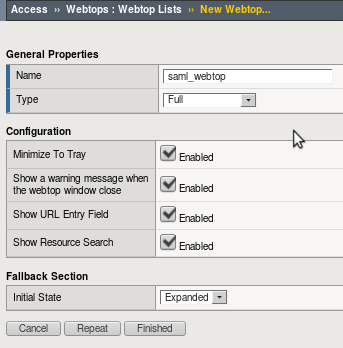 Access ›› Webtops : Webtop Lists ›› New Webtop...
General Properties
Name saml_webtop
Type Full
Configuration
Minimize To Tray Enabled
Show a warning message when
the webtop window close Enabled
Show URL Entry Field Enabled
Show Resource Search Enabled
Fallback Section
Initial State Expanded
Cancel Repeat Finished